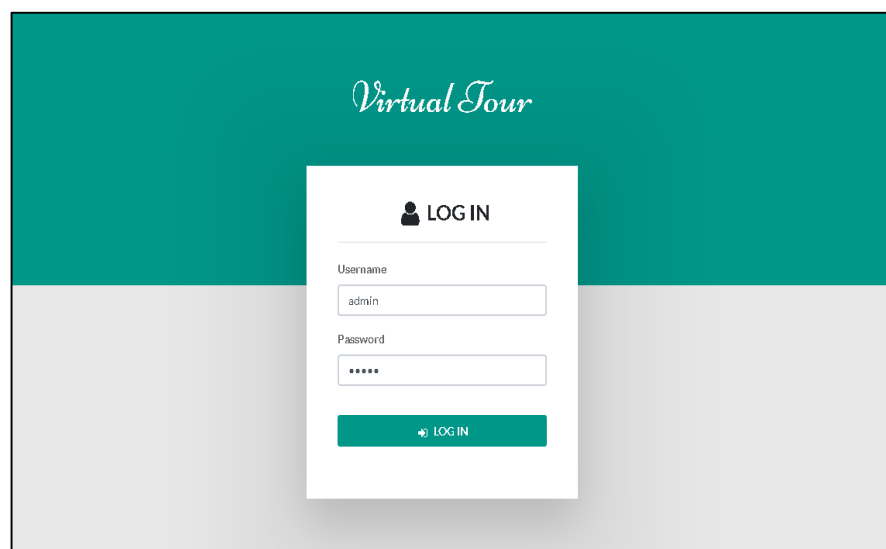 Virtual Tour
LOG IN
Username
admin
Password
•••••
LOG IN